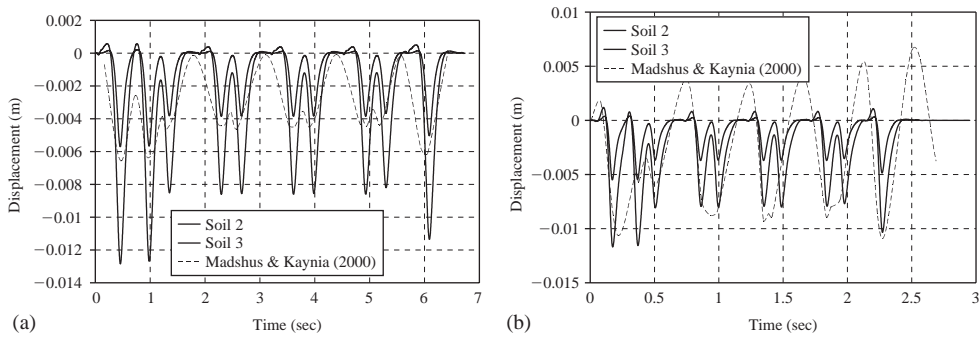 0.002
0
−0.002
−0.004
−0.006
−0.008
−0.01
−0.012
−0.014
Displacement (m)
Soil 2
Soil 3
Madshus & Kaynia (2000)
0 1 2 3 4 5 6 7
Time (sec)
(a)
0.01
0.005
0
−0.005
−0.01
−0.015
Displacement (m)
Soil 2
Soil 3
Madshus & Kaynia (2000)
0 0.5 1 1.5 2 2.5 3
Time (sec)
(b)